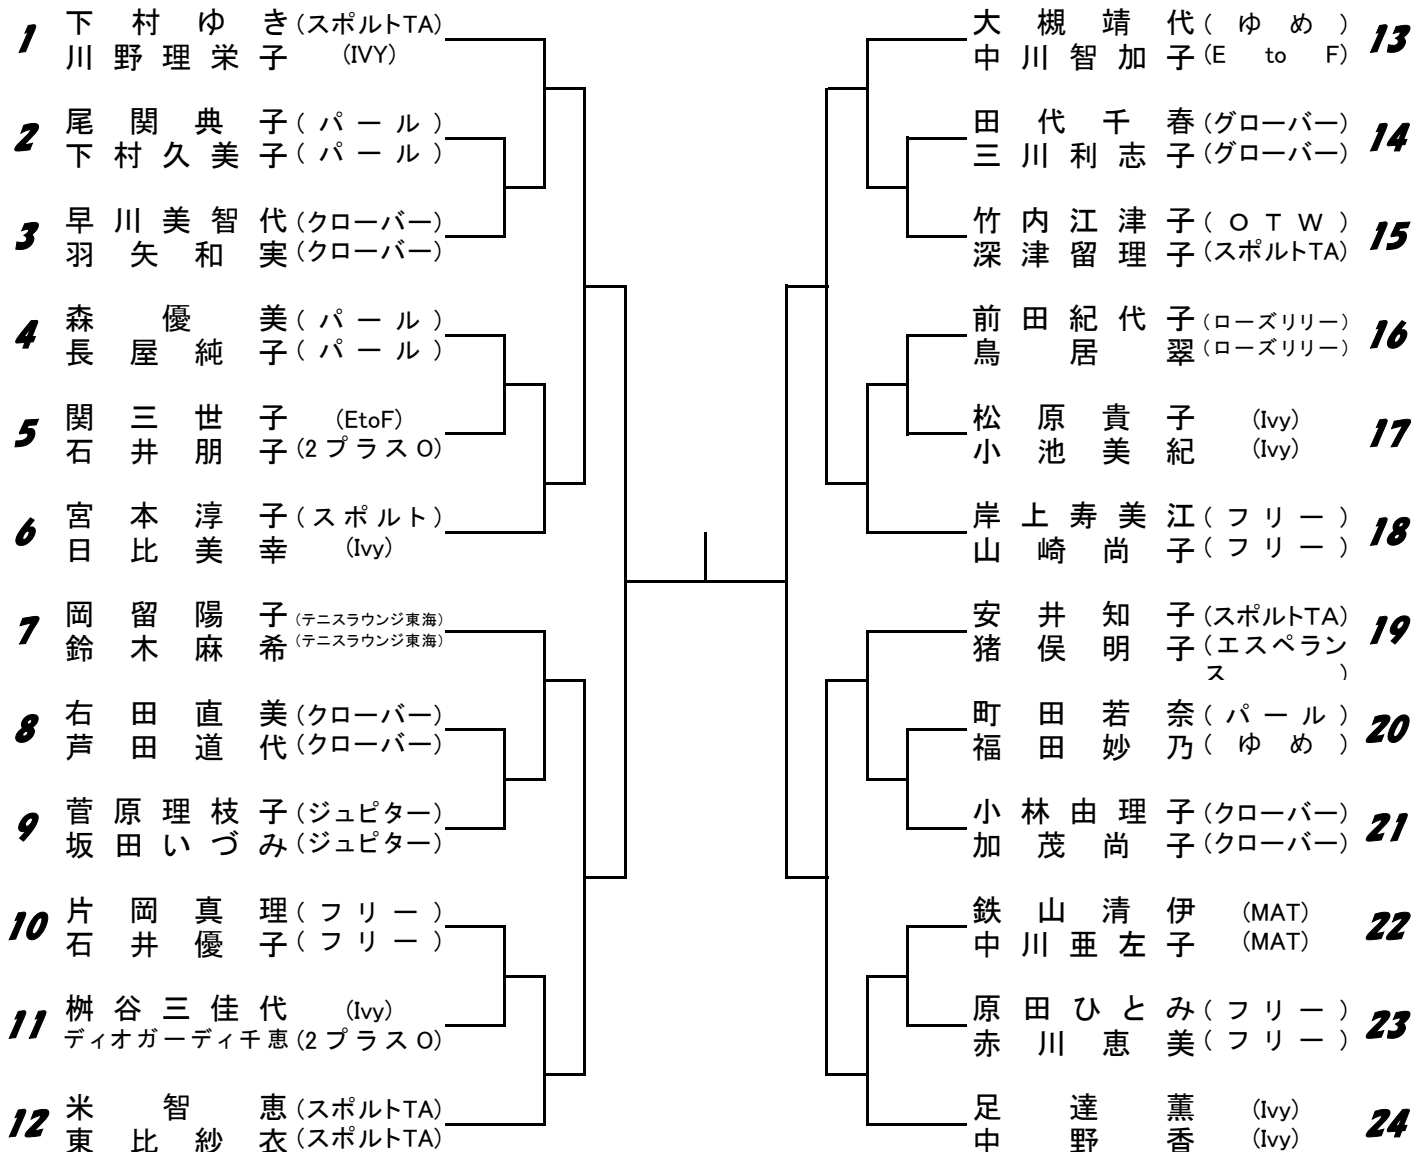 1
下村ゆき(スポルトTA)
川野理栄子(IVY)
2
尾関典子(パール)
下村久美子(パール)
3
早川美智代(クローバー)
羽矢和実(クローバー)
4
森優美(パール)
長屋純子(パール)
5
関三世子(EtoF)
石井朋子(2プラスO)
6
宮本淳子(スポルト)
日比美幸(Ivy)
7
岡留陽子(テニスラウンジ東海)
鈴木麻希(テニスラウンジ東海)
8
右田直美(クローバー)
芦田道代(クローバー)
9
菅原理枝子(ジュピター)
坂田いづみ(ジュピター)
10
片岡真理(フリー)
石井優子(フリー)
11
桝谷三佳代(Ivy)
ディオガーディ千恵(2プラスO)
12
米智恵(スポルトTA)
東比紗衣(スポルトTA)
13
大槻靖代(ゆめ)
中川智加子(E to F)
14
田代千春(グローバー)
三川利志子(グローバー)
15
竹内江津子(OTW)
深津留理子(スポルトTA)
16
前田紀代子(ローズリリー)
鳥居翠(ローズリリー)
17
松原貴子(Ivy)
小池美紀(Ivy)
18
岸上寿美江(フリー)
山崎尚子(フリー)
19
安井知子(スポルトTA)
猪俣明子(エスペラン
ス)
20
町田若奈(パール)
福田妙乃(ゆめ)
21
小林由理子(クローバー)
加茂尚子(クローバー)
22
鉄山清伊(MAT)
中川亜左子(MAT)
23
原田ひとみ(フリー)
赤川恵美(フリー)
24
足達薫(Ivy)
中野香(Ivy)